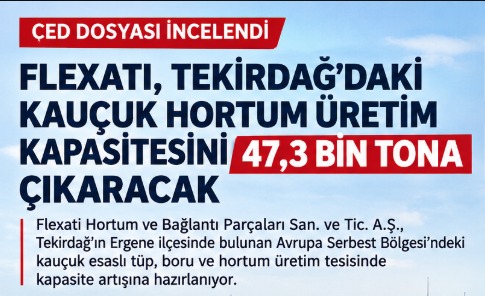 ÇED DOSYASI İNCELENDİ
FLEXATI, TEKİRDAĞ’DAKİ
KAUÇUK HORTUM ÜRETİM
KAPASİTESİNİ 47,3 BİN TONA
ÇIKARACAK
Flexati Hortum ve Bağlantı Parçaları San. ve Tic. A.Ş.,
Tekirdağ’ın Ergene ilçesinde bulunan Avrupa Serbest Bölgesi’ndeki
kauçuk esaslı tüp, boru ve hortum üretim tesisinde
kapasite artışına hazırlanıyor.